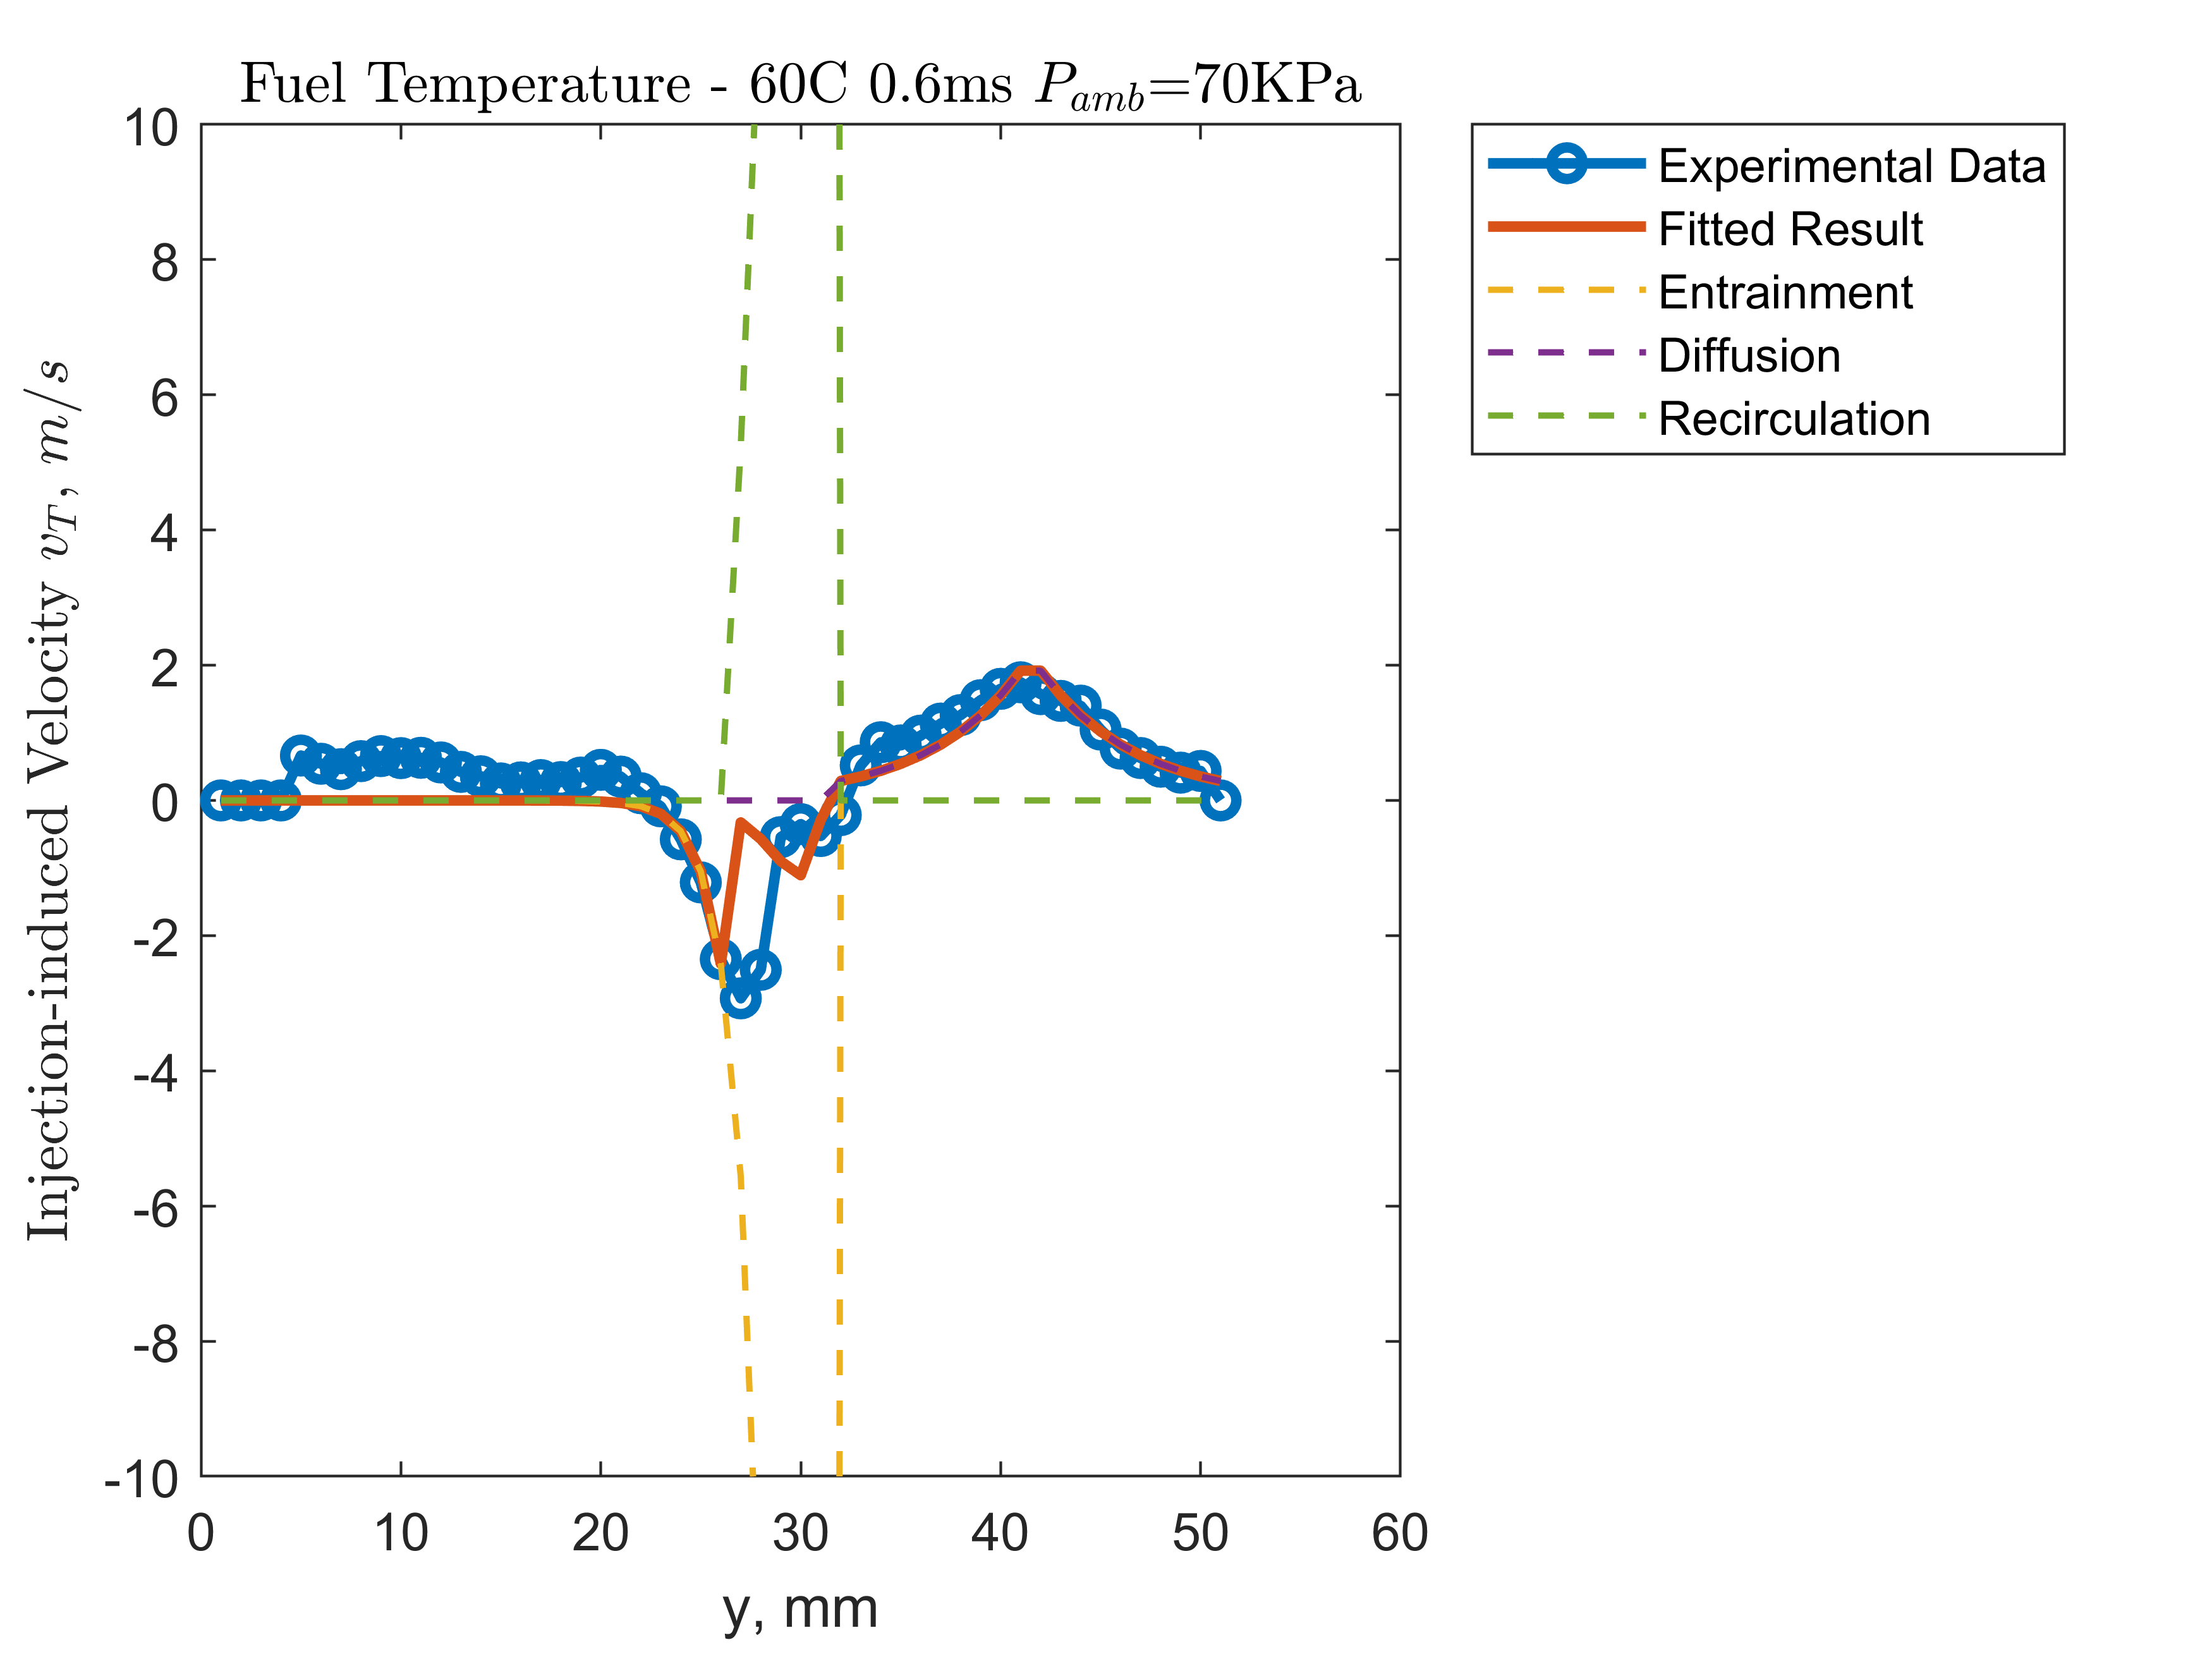 Fuel Temperature - 60C 0.6ms P_amb=70KPa
Injection-induced Velocity v_T, m/s
10
8
6
4
2
0
-2
-4
-6
-8
-10
0 10 20 30 40 50 60
y, mm
Experimental Data
Fitted Result
Entrainment
Diffusion
Recirculation